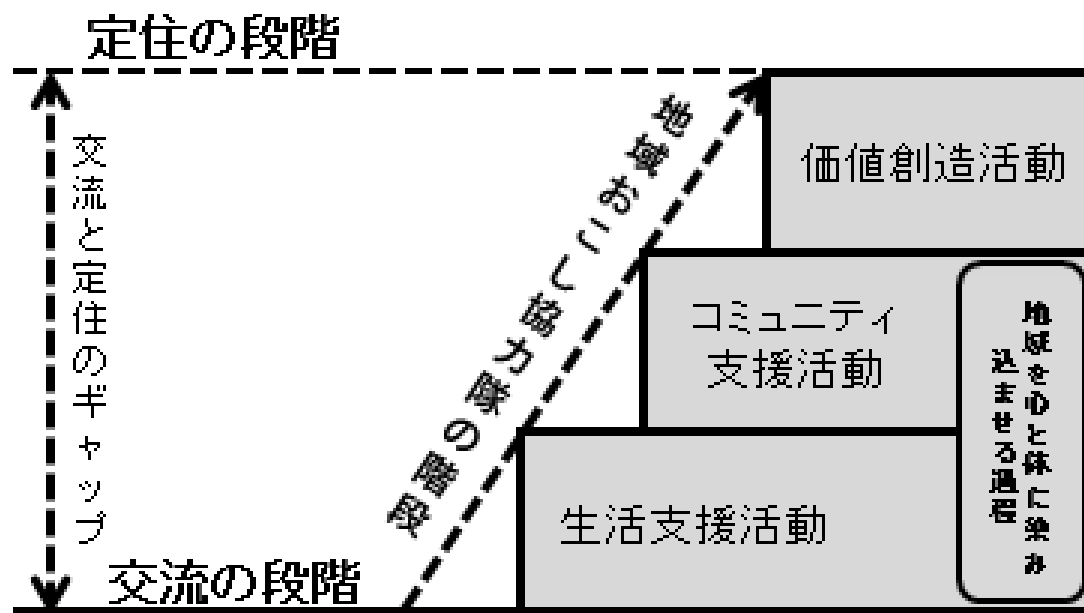 定住の段階
交流と定住のギャップ
地域おこし協力隊の階段
価値創造活動
コミュニティ
支援活動
地域を心と体に染み
込ませる過程
生活支援活動
交流の段階